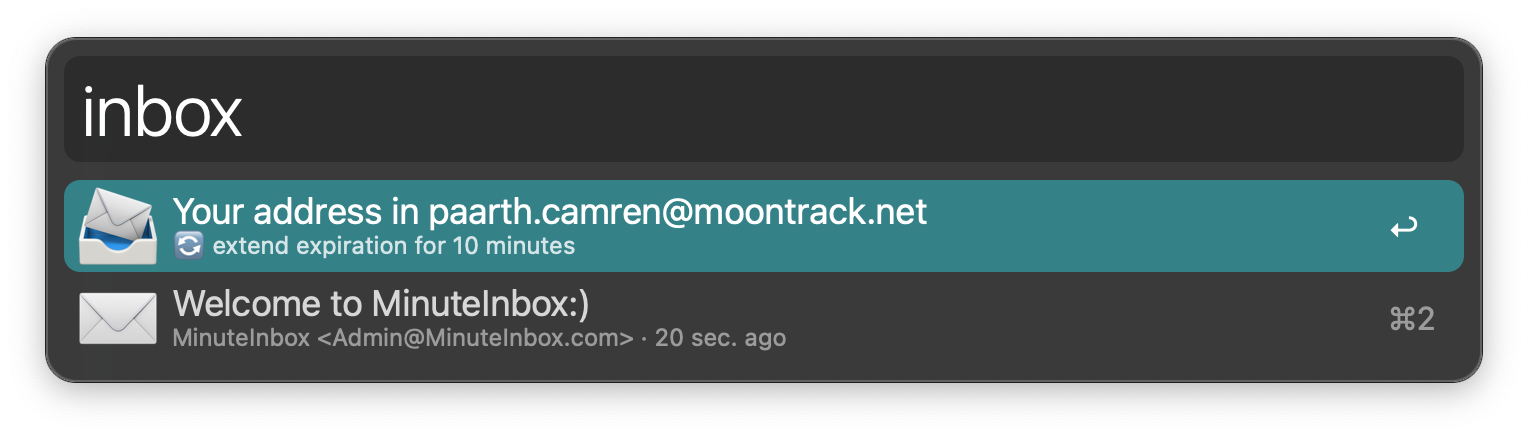 inbox
Your address in paarth.camren@moontrack.net
🔄 extend expiration for 10 minutes
↩
Welcome to MinuteInbox:)
MinuteInbox <Admin@MinuteInbox.com> · 20 sec. ago
⌘2